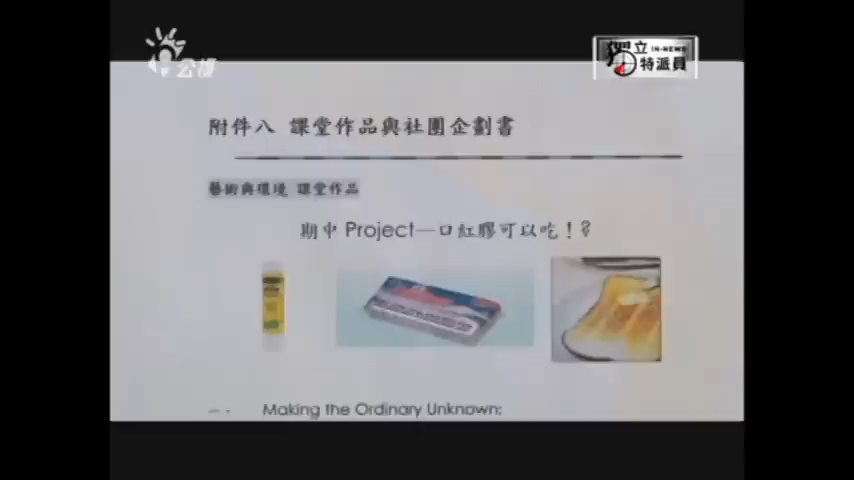 公視
獨立
IN-NEWS
特派員
附件八 課堂作品與社團企劃書
藝術與環境 課堂作品
期中 Project—口紅膠可以吃！？
Making the Ordinary Unknown: